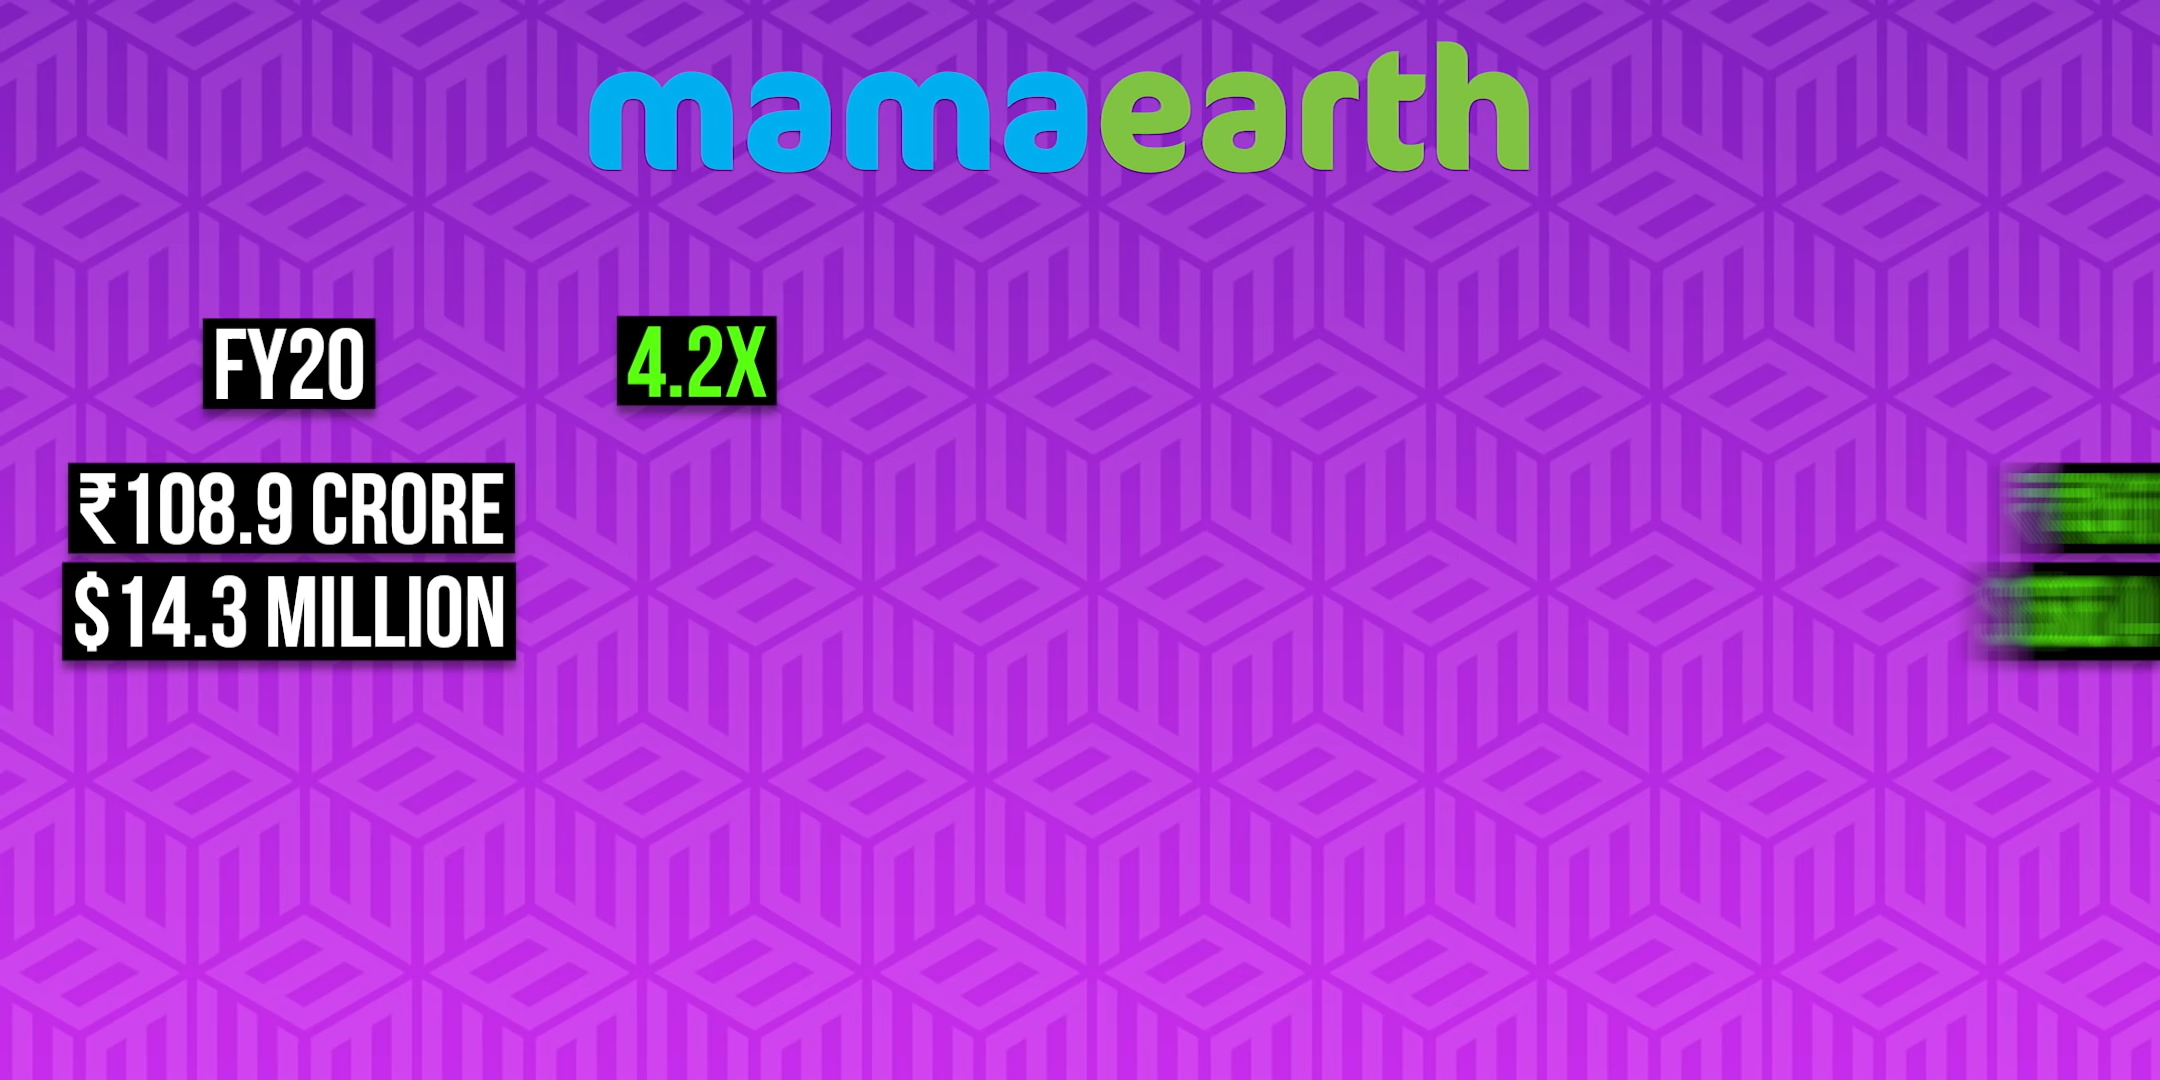 mamaearth
FY20
4.2X
₹108.9 CRORE
$14.3 MILLION